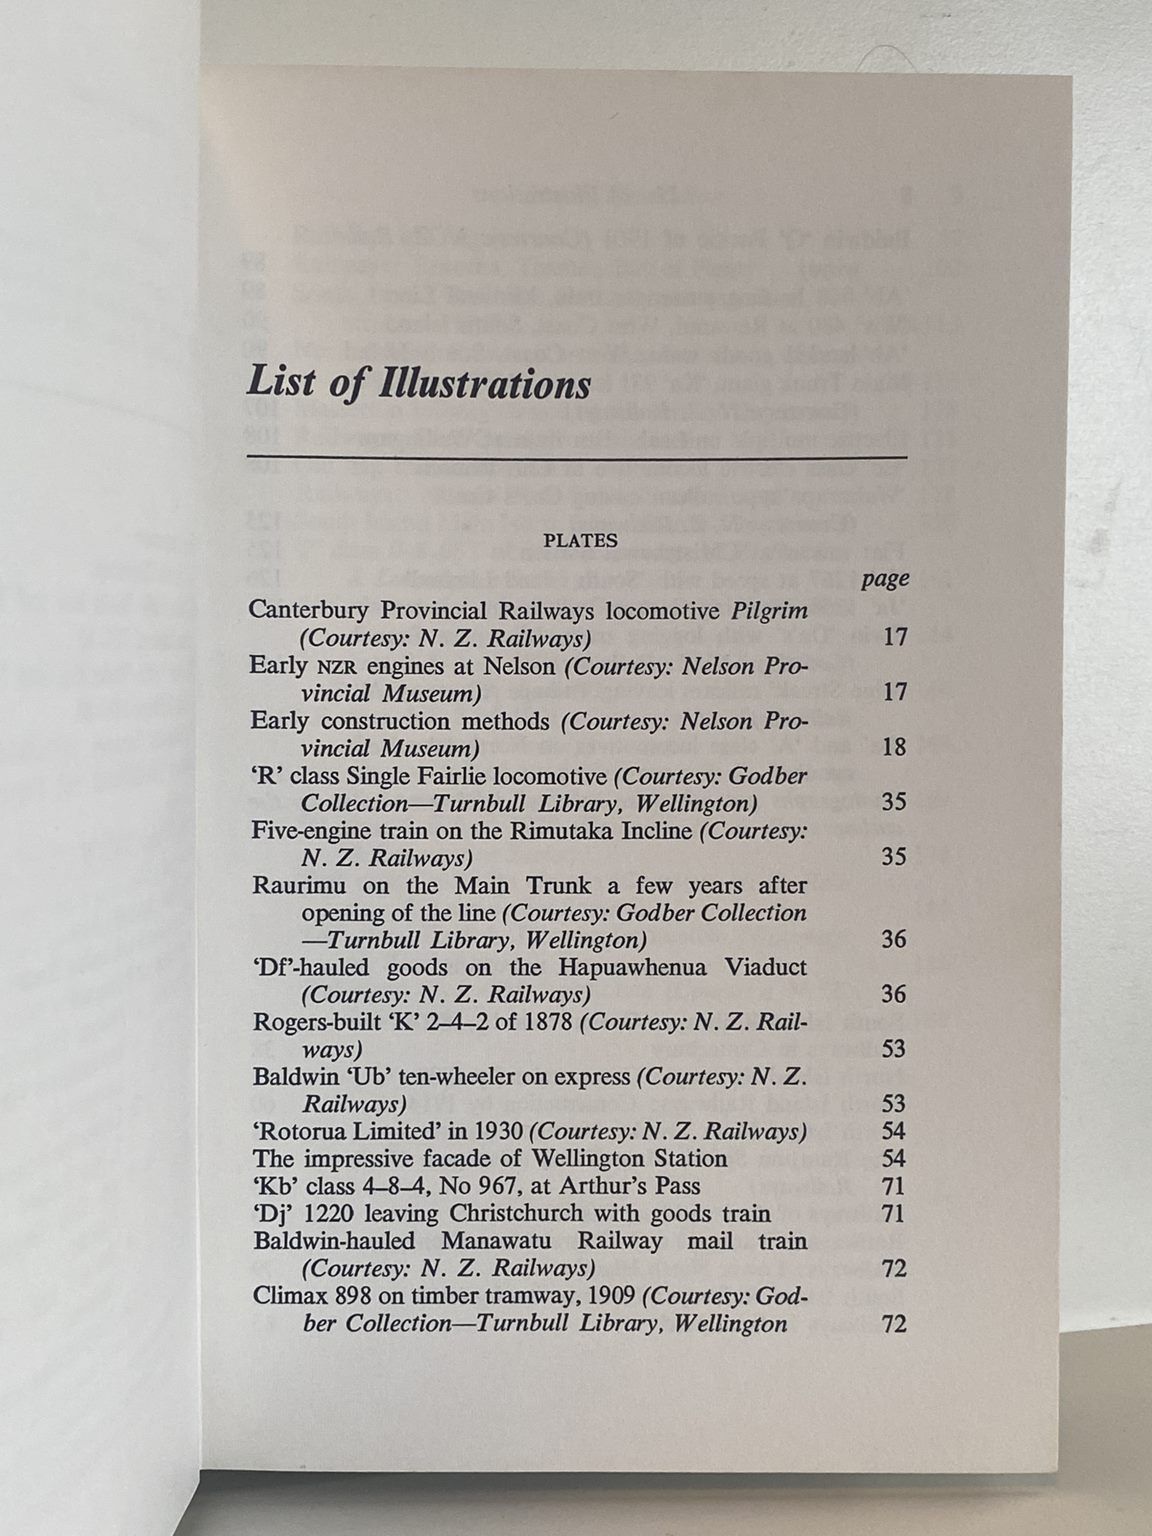 List of Illustrations
PLATES
page
Canterbury Provincial Railways locomotive Pilgrim
(Courtesy: N. Z. Railways) 17
Early NZR engines at Nelson (Courtesy: Nelson Pro-
vincial Museum) 17
Early construction methods (Courtesy: Nelson Pro-
vincial Museum) 18
‘R’ class Single Fairlie locomotive (Courtesy: Godber
Collection—Turnbull Library, Wellington) 35
Five-engine train on the Rimutaka Incline (Courtesy:
N. Z. Railways) 35
Raurimu on the Main Trunk a few years after
opening of the line (Courtesy: Godber Collection
—Turnbull Library, Wellington) 36
‘Df’-hauled goods on the Hapuawhenua Viaduct
(Courtesy: N. Z. Railways) 36
Rogers-built ‘K’ 2–4–2 of 1878 (Courtesy: N. Z. Rail-
ways) 53
Baldwin ‘Ub’ ten-wheeler on express (Courtesy: N. Z.
Railways) 53
‘Rotorua Limited’ in 1930 (Courtesy: N. Z. Railways) 54
The impressive facade of Wellington Station 54
‘Kb’ class 4–8–4, No 967, at Arthur’s Pass 71
‘Dj’ 1220 leaving Christchurch with goods train 71
Baldwin-hauled Manawatu Railway mail train
(Courtesy: N. Z. Railways) 72
Climax 898 on timber tramway, 1909 (Courtesy: God-
ber Collection—Turnbull Library, Wellington 72